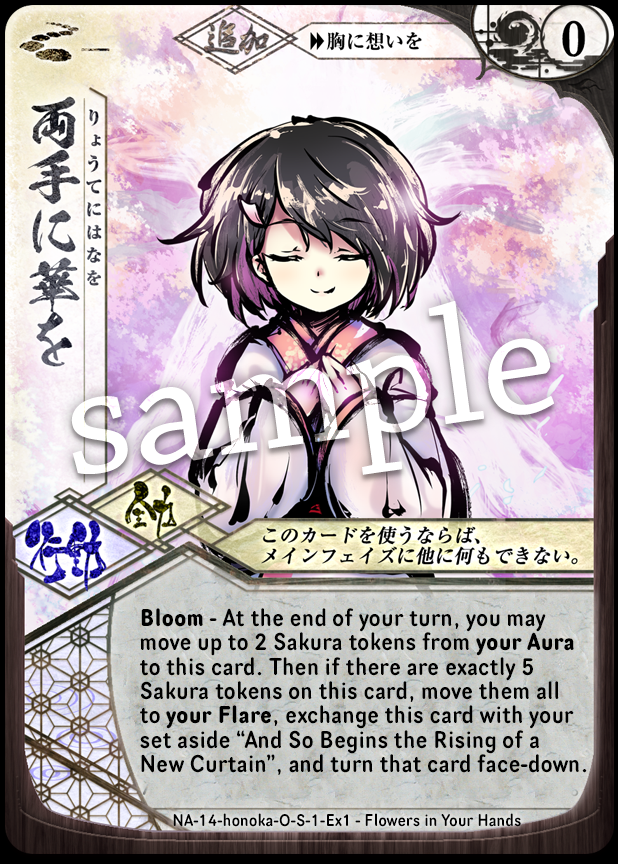 追加
▶▶胸に想いを
0
両手に華を
りょうてにはなを
sample
全力
行動
このカードを使うならば、
メインフェイズに他に何もできない。
Bloom - At the end of your turn, you may
move up to 2 Sakura tokens from your Aura
to this card. Then if there are exactly 5
Sakura tokens on this card, move them all
to your Flare, exchange this card with your
set aside “And So Begins the Rising of a
New Curtain”, and turn that card face-down.
NA-14-honoka-O-S-1-Ex1 - Flowers in Your Hands